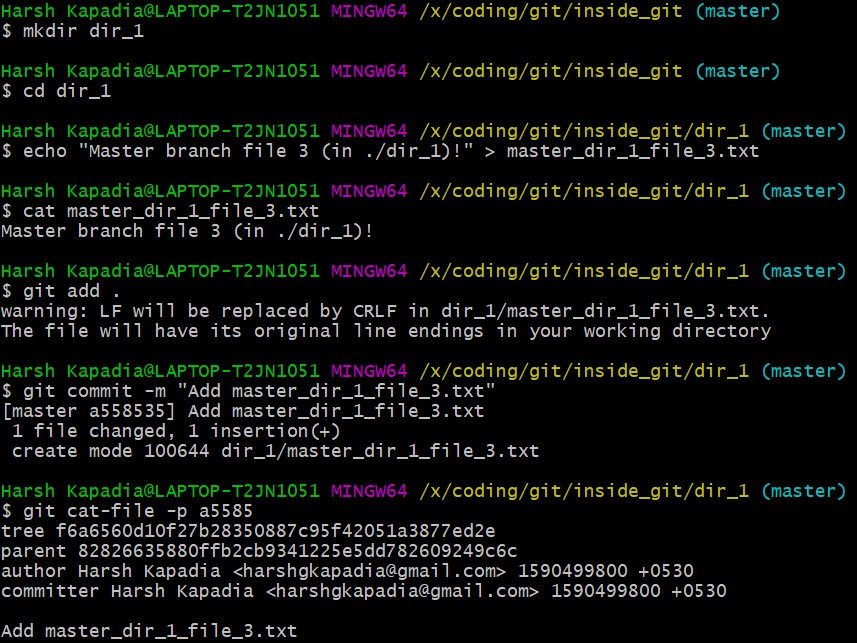 Harsh Kapadia@LAPTOP-T2JN1051 MINGW64 /x/coding/git/inside_git (master)
$ mkdir dir_1
Harsh Kapadia@LAPTOP-T2JN1051 MINGW64 /x/coding/git/inside_git (master)
$ cd dir_1
Harsh Kapadia@LAPTOP-T2JN1051 MINGW64 /x/coding/git/inside_git/dir_1 (master)
$ echo "Master branch file 3 (in ./dir_1)!" > master_dir_1_file_3.txt
Harsh Kapadia@LAPTOP-T2JN1051 MINGW64 /x/coding/git/inside_git/dir_1 (master)
$ cat master_dir_1_file_3.txt
Master branch file 3 (in ./dir_1)!
Harsh Kapadia@LAPTOP-T2JN1051 MINGW64 /x/coding/git/inside_git/dir_1 (master)
$ git add .
warning: LF will be replaced by CRLF in dir_1/master_dir_1_file_3.txt.
The file will have its original line endings in your working directory
Harsh Kapadia@LAPTOP-T2JN1051 MINGW64 /x/coding/git/inside_git/dir_1 (master)
$ git commit -m "Add master_dir_1_file_3.txt"
[master a558535] Add master_dir_1_file_3.txt
 1 file changed, 1 insertion(+)
 create mode 100644 dir_1/master_dir_1_file_3.txt
Harsh Kapadia@LAPTOP-T2JN1051 MINGW64 /x/coding/git/inside_git/dir_1 (master)
$ git cat-file -p a5585
tree f6a6560d10f27b28350887c95f42051a3877ed2e
parent 82826635880ffb2cb9341225e5dd782609249c6c
author Harsh Kapadia <harshgkapadia@gmail.com> 1590499800 +0530
committer Harsh Kapadia <harshgkapadia@gmail.com> 1590499800 +0530
Add master_dir_1_file_3.txt